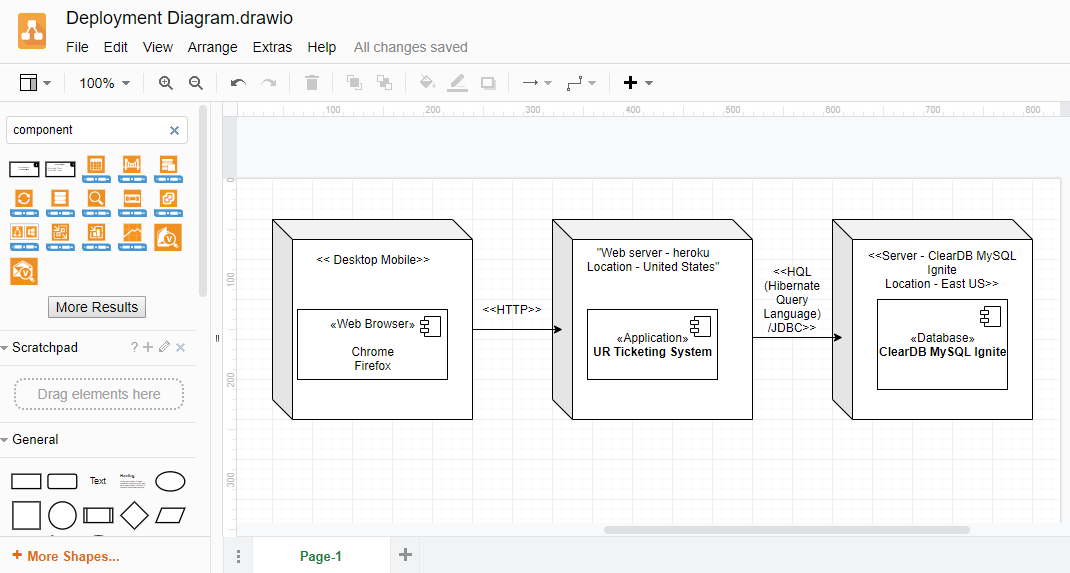 Deployment Diagram.drawio
File Edit View Arrange Extras Help All changes saved
100%
100 200 300 400 500 600 700 800
component
More Results
Scratchpad ?
Drag elements here
General
Text
Heading
More Shapes...
0
100
200
300
<< Desktop Mobile>>
«Web Browser»
Chrome
Firefox
<<HTTP>>
"Web server - heroku
Location - United States"
«Application»
UR Ticketing System
<<HQL
(Hibernate
Query
Language)
/JDBC>>
<<Server - ClearDB MySQL
Ignite
Location - East US>>
«Database»
ClearDB MySQL Ignite
Page-1